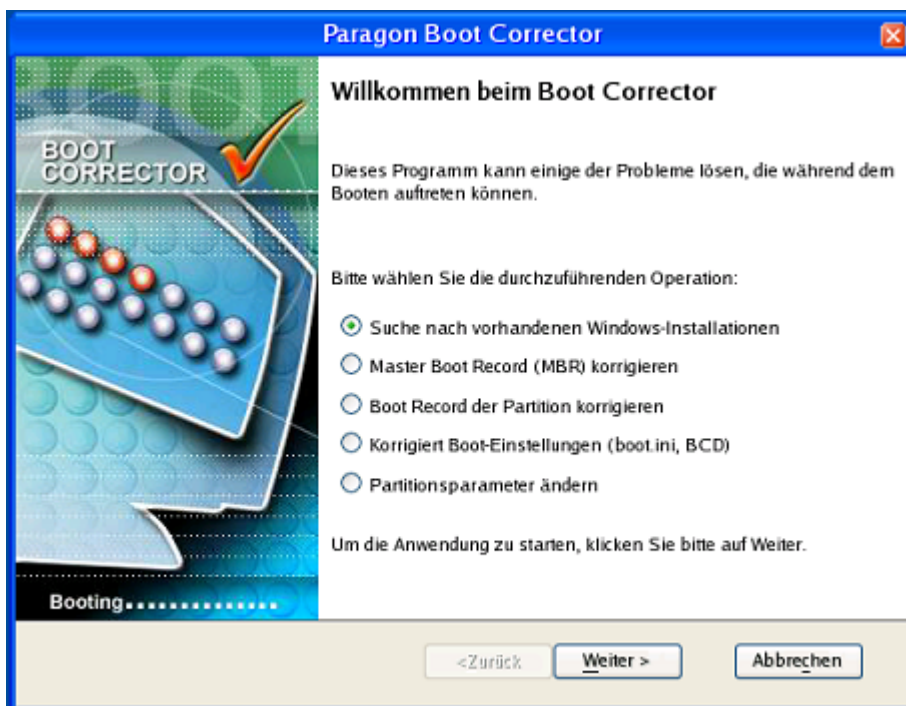 Paragon Boot Corrector
BOOT
BOOT
CORRECTOR
Willkommen beim Boot Corrector
Dieses Programm kann einige der Probleme lösen, die während dem
Booten auftreten können.
Bitte wählen Sie die durchzuführenden Operation:
Suche nach vorhandenen Windows-Installationen
Master Boot Record (MBR) korrigieren
Boot Record der Partition korrigieren
Korrigiert Boot-Einstellungen (boot.ini, BCD)
Partitionsparameter ändern
Um die Anwendung zu starten, klicken Sie bitte auf Weiter.
Booting..............
<Zurück
Weiter >
Abbrechen